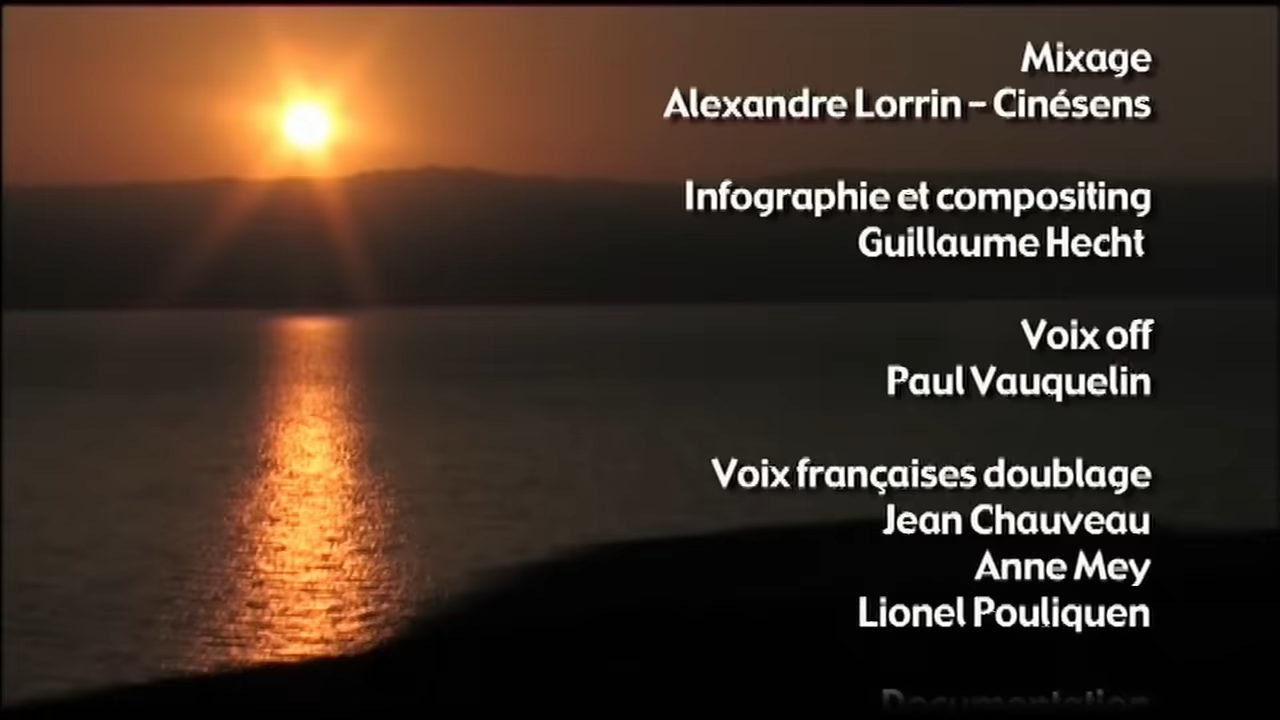 Mixage
Alexandre Lorrin – Cinésens
Infographie et compositing
Guillaume Hecht
Voix off
Paul Vauquelin
Voix françaises doublage
Jean Chauveau
Anne Mey
Lionel Pouliquen
Documentation